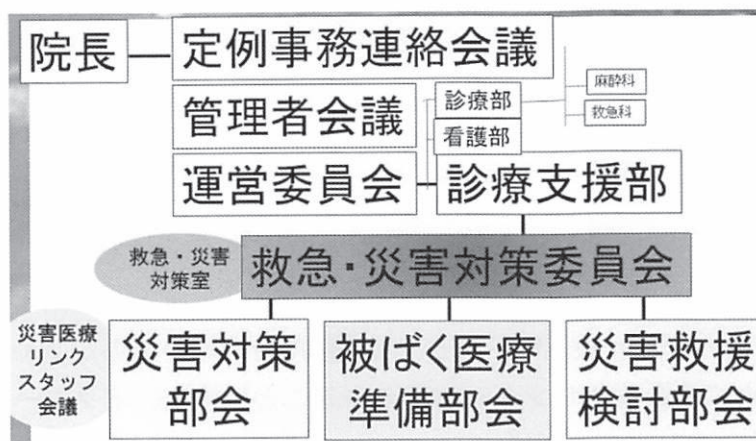 院長
定例事務連絡会議
管理者会議
診療部
麻酔科
救急科
看護部
運営委員会
診療支援部
救急・災害
対策室
救急・災害対策委員会
災害医療
リンク
スタッフ
会議
災害対策
部会
被ばく医療
準備部会
災害救援
検討部会